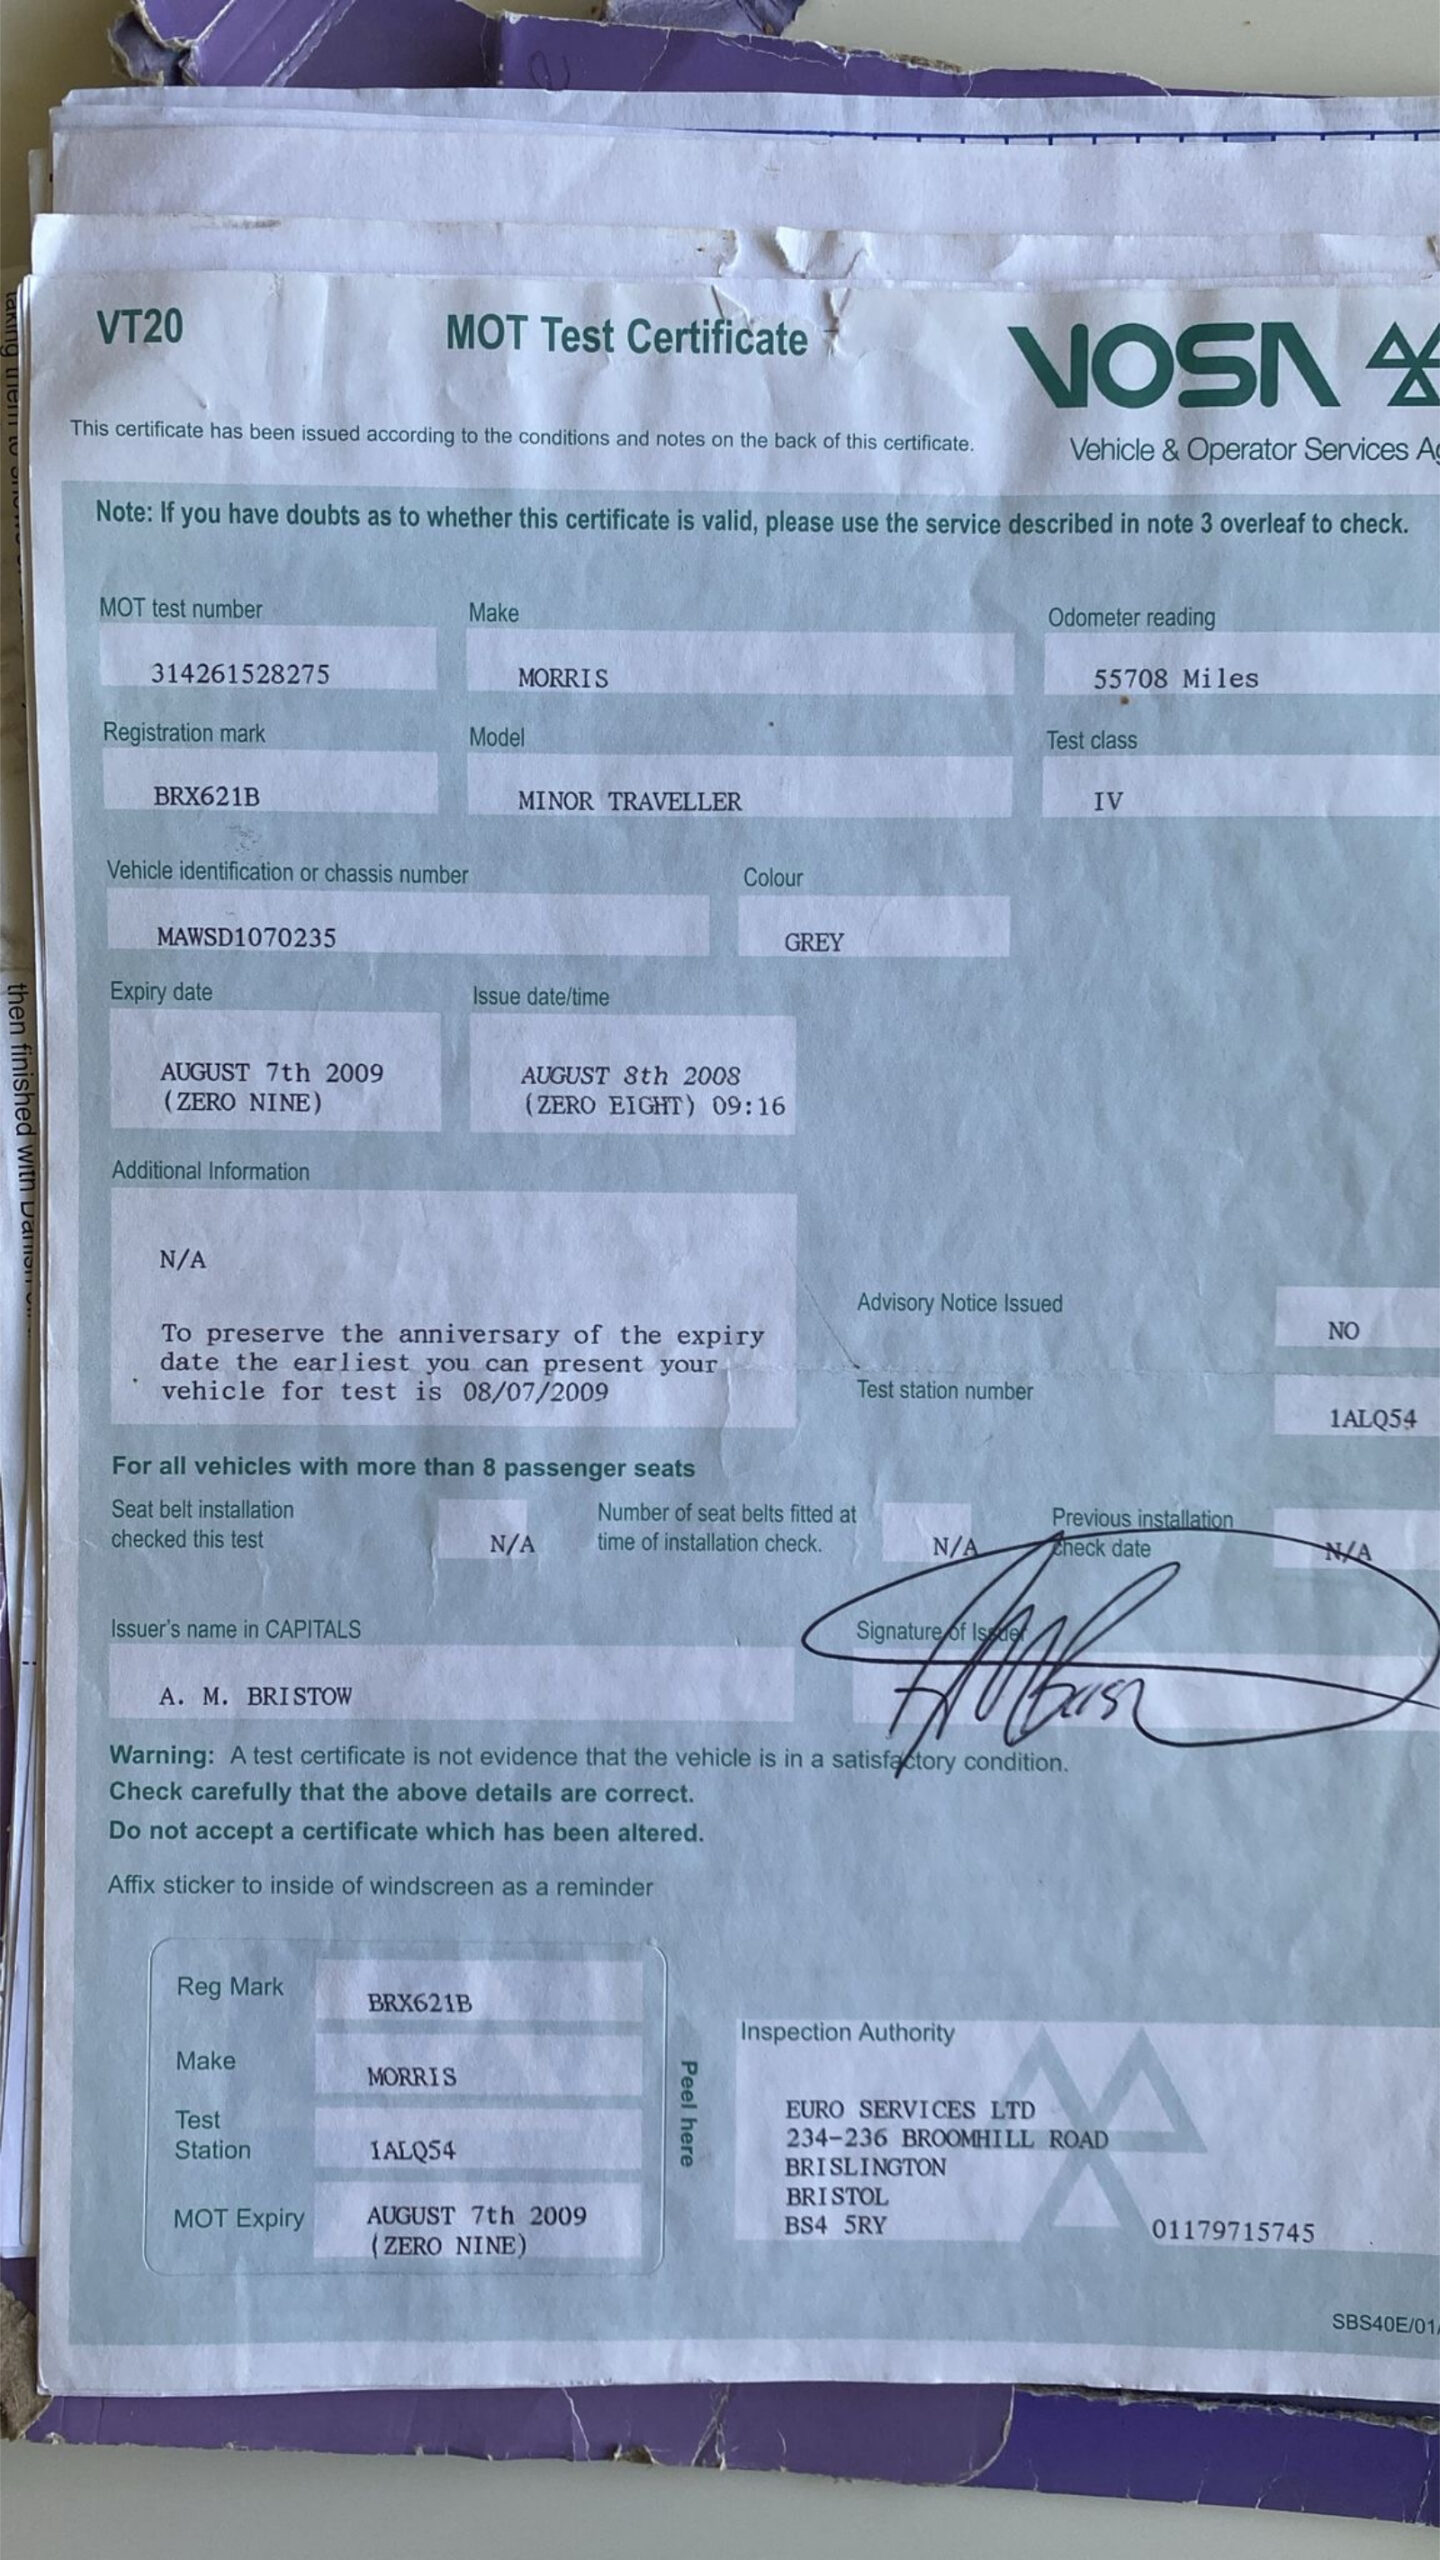 VT20
MOT Test Certificate
VOSA
This certificate has been issued according to the conditions and notes on the back of this certificate.
Vehicle & Operator Services
Note: If you have doubts as to whether this certificate is valid, please use the service described in note 3 overleaf to check.
MOT test number
Make
Odometer reading
314261528275
MORRIS
55708 Miles
Registration mark
Model
Test class
BRX621B
MINOR TRAVELLER
IV
Vehicle identification or chassis number
Colour
MAWSD1070235
GREY
Expiry date
Issue date/time
AUGUST 7th 2009
(ZERO NINE)
AUGUST 8th 2008
(ZERO EIGHT) 09:16
Additional Information
N/A
To preserve the anniversary of the expiry
date the earliest you can present your
vehicle for test is 08/07/2009
Advisory Notice Issued
NO
Test station number
1ALQ54
For all vehicles with more than 8 passenger seats
Seat belt installation
checked this test
N/A
Number of seat belts fitted at
time of installation check.
N/A
Previous installation
check date
N/A
Issuer's name in CAPITALS
Signature of Issuer
A. M. BRISTOW
Warning: A test certificate is not evidence that the vehicle is in a satisfactory condition.
Check carefully that the above details are correct.
Do not accept a certificate which has been altered.
Affix sticker to inside of windscreen as a reminder
Reg Mark
BRX621B
Make
MORRIS
Test
Station
1ALQ54
MOT Expiry
AUGUST 7th 2009
(ZERO NINE)
Peel here
Inspection Authority
EURO SERVICES LTD
234-236 BROOMHILL ROAD
BRISLINGTON
BRISTOL
BS4 5RY
01179715745
SBS40E/01
then finished with